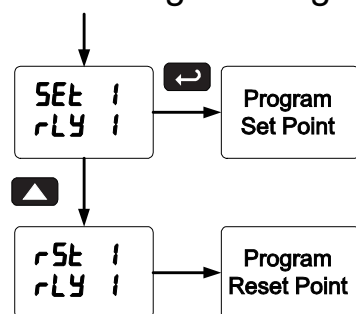 SEt 1
rLY 1
Program
Set Point
rSt 1
rLY 1
Program
Reset Point